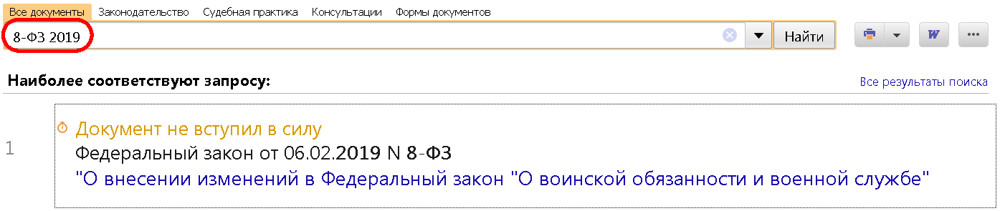 Все документы Законодательство Судебная практика Консультации Формы документов
8-ФЗ 2019 Найти W
Наиболее соответствуют запросу: Все результаты поиска
Документ не вступил в силу
1 Федеральный закон от 06.02.2019 N 8-ФЗ
"О внесении изменений в Федеральный закон "О воинской обязанности и военной службе"